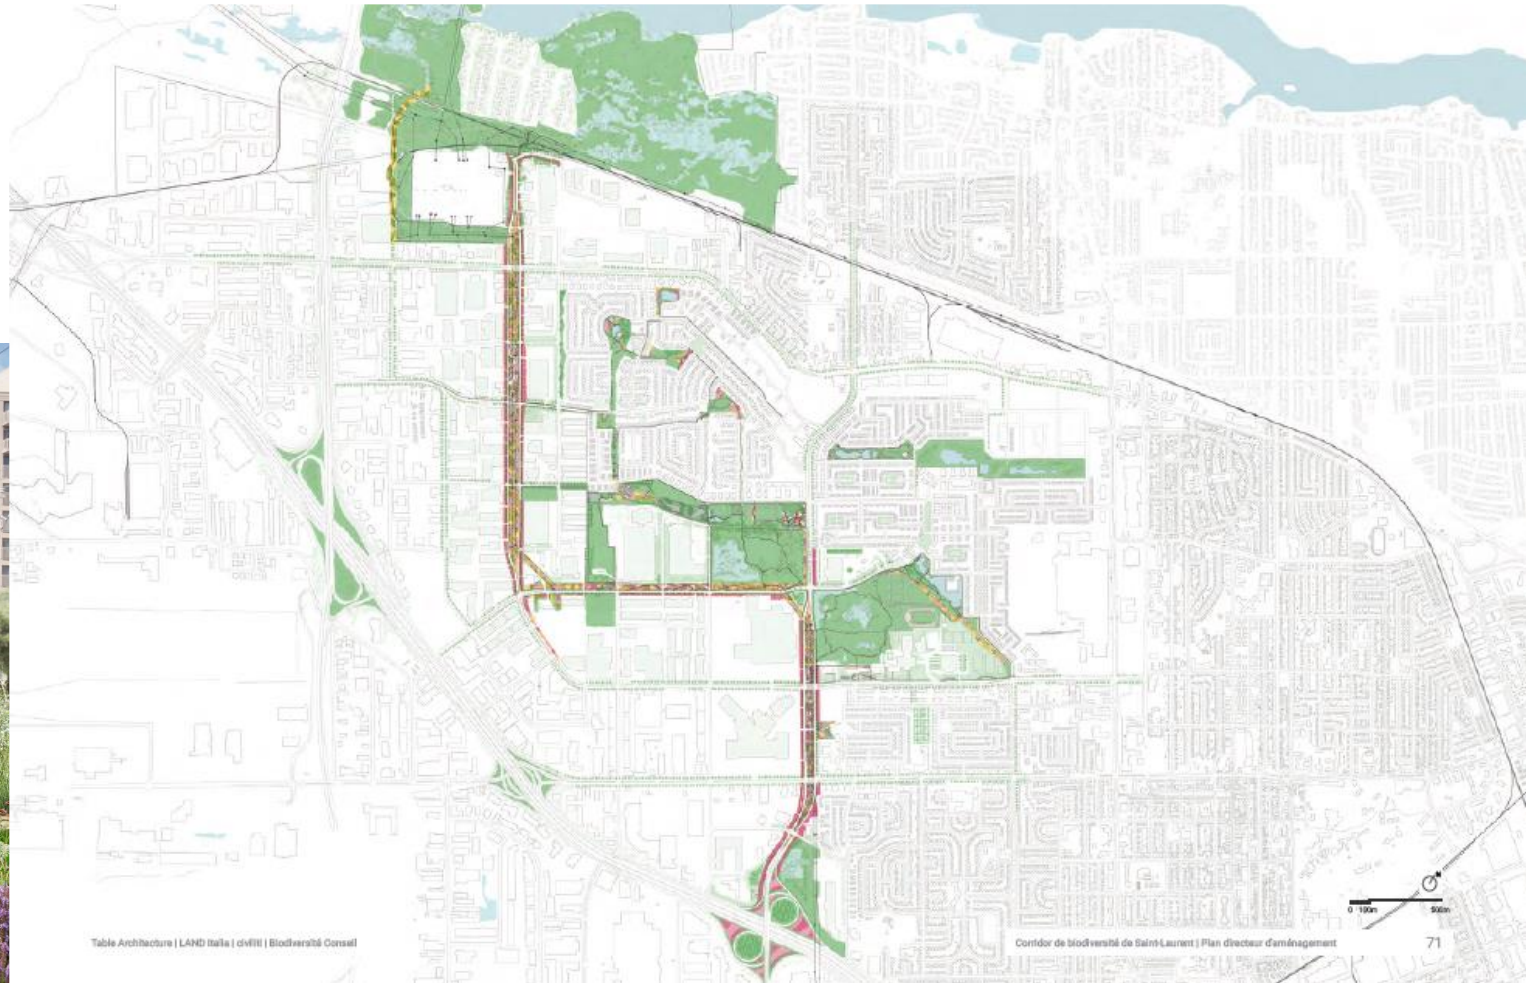 Table Architecture | LAND Italia | civiliti | Biodiversité Conseil
Corridor de biodiversité de Saint-Laurent | Plan directeur d'aménagement
71
0 100m 500m
N